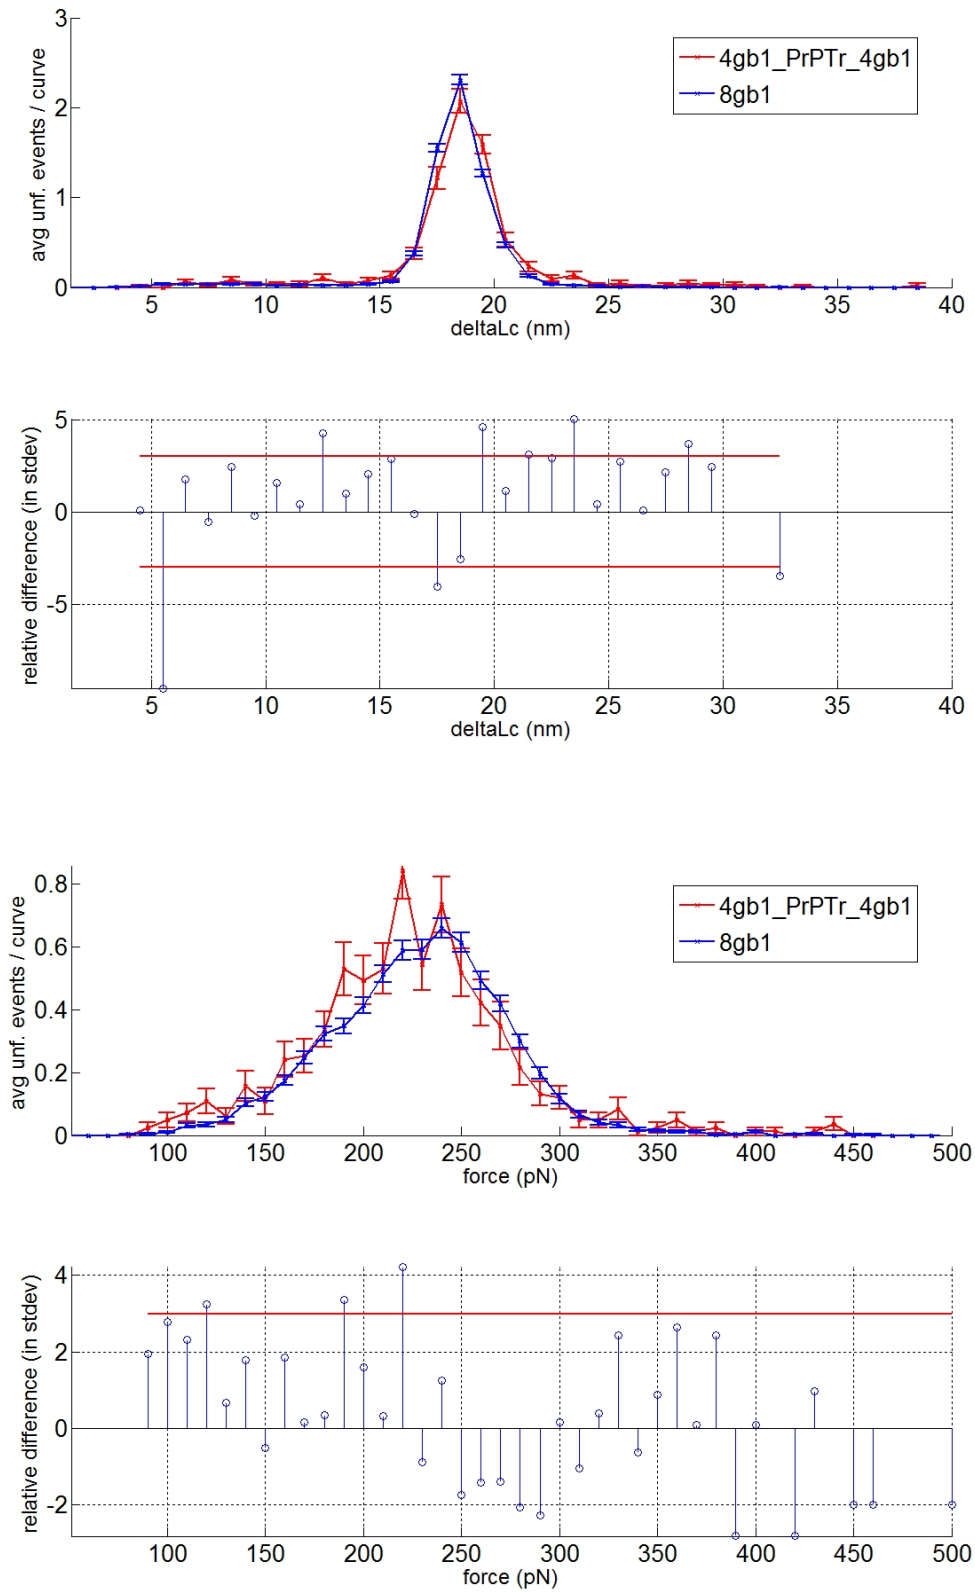 3
2
1
0
avg unf. events / curve
4gb1_PrPTr_4gb1
8gb1
5 10 15 20 25 30 35 40
deltaLc (nm)
5
0
-5
relative difference (in stdev)
5 10 15 20 25 30 35 40
deltaLc (nm)
0.8
0.6
0.4
0.2
0
avg unf. events / curve
4gb1_PrPTr_4gb1
8gb1
100 150 200 250 300 350 400 450 500
force (pN)
4
2
0
-2
relative difference (in stdev)
100 150 200 250 300 350 400 450 500
force (pN)